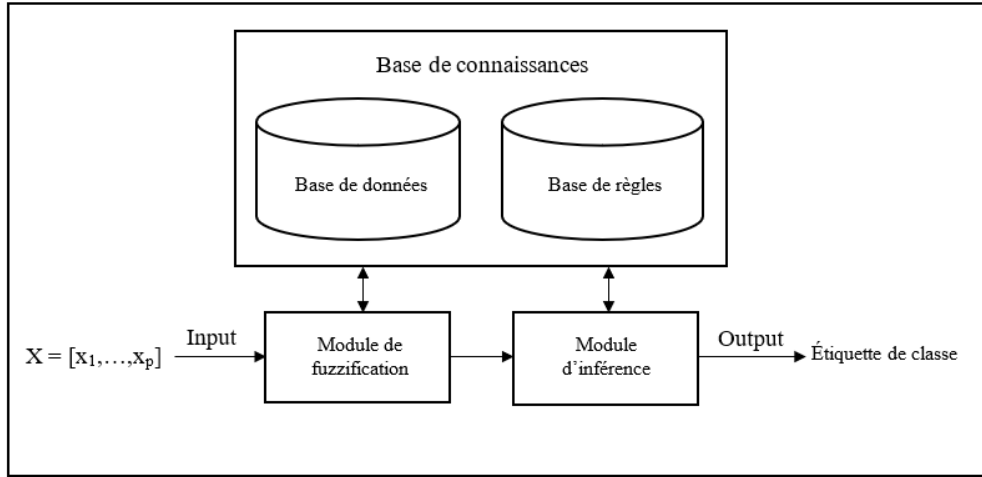 Base de connaissances
Base de données
Base de règles
X = [x₁,…,xₚ]
Input
Module de
fuzzification
Module
d'inférence
Output
Étiquette de classe